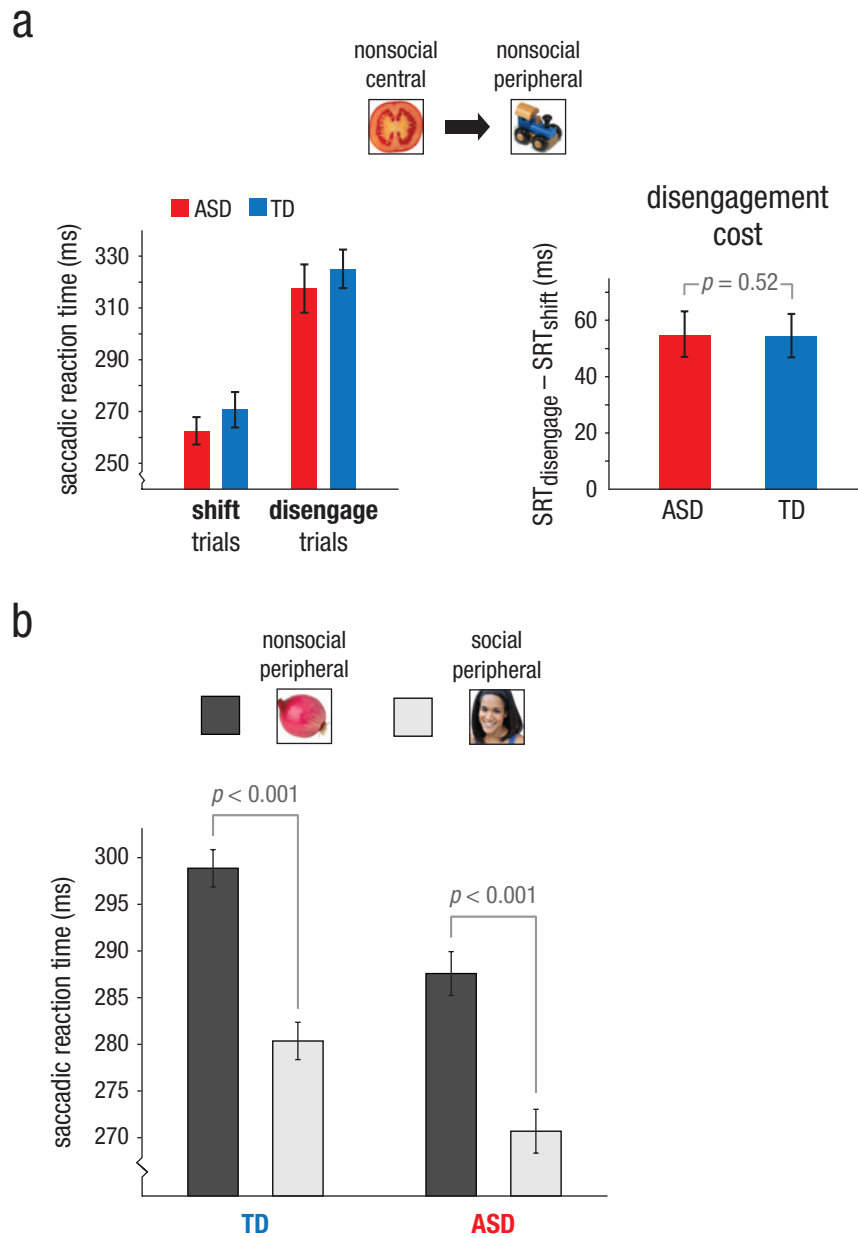 a
nonsocial
central
nonsocial
peripheral
ASD
TD
saccadic reaction time (ms)
330
310
290
270
250
shift
trials
disengage
trials
disengagement
cost
SRTdisengage – SRTshift (ms)
p = 0.52
60
40
20
0
ASD
TD
b
nonsocial
peripheral
social
peripheral
saccadic reaction time (ms)
p < 0.001
p < 0.001
300
295
290
285
280
275
270
TD
ASD